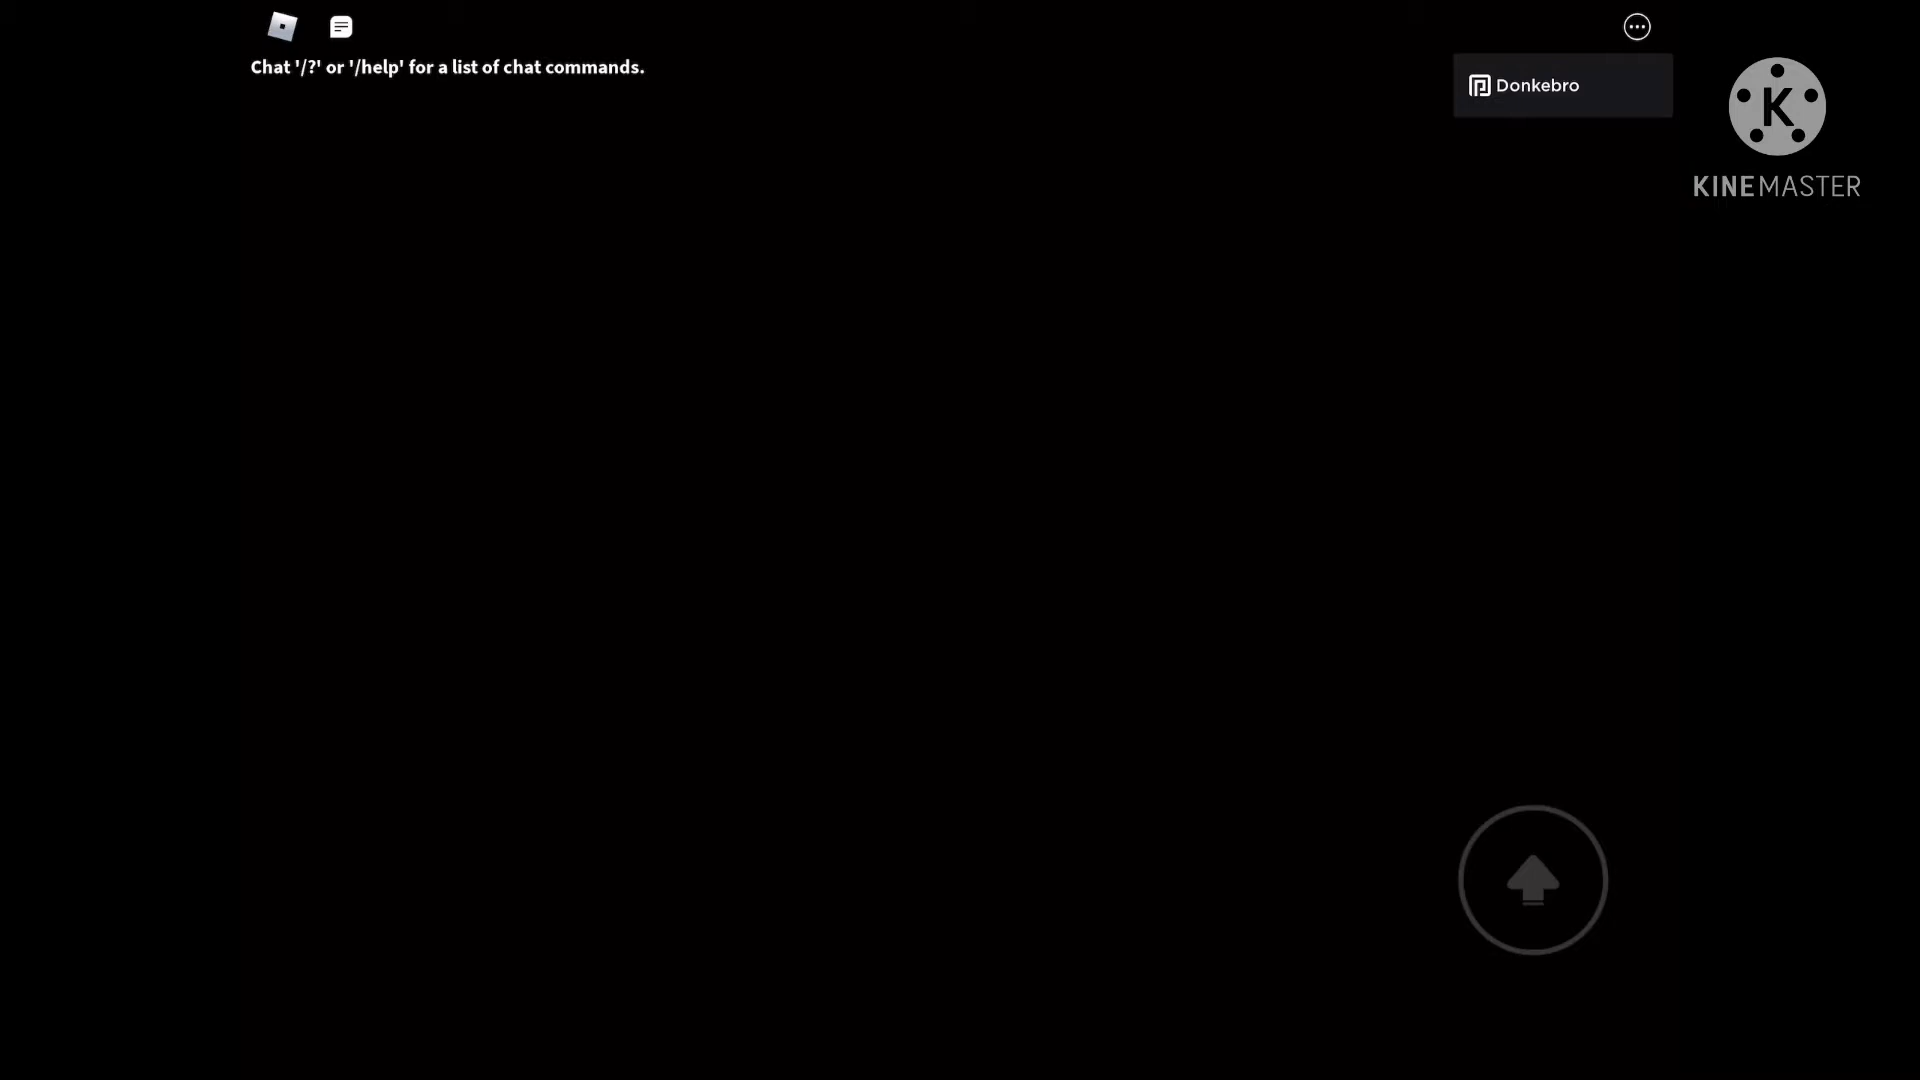 Chat '/?' or '/help' for a list of chat commands.
Donkebro
K
KINEMASTER